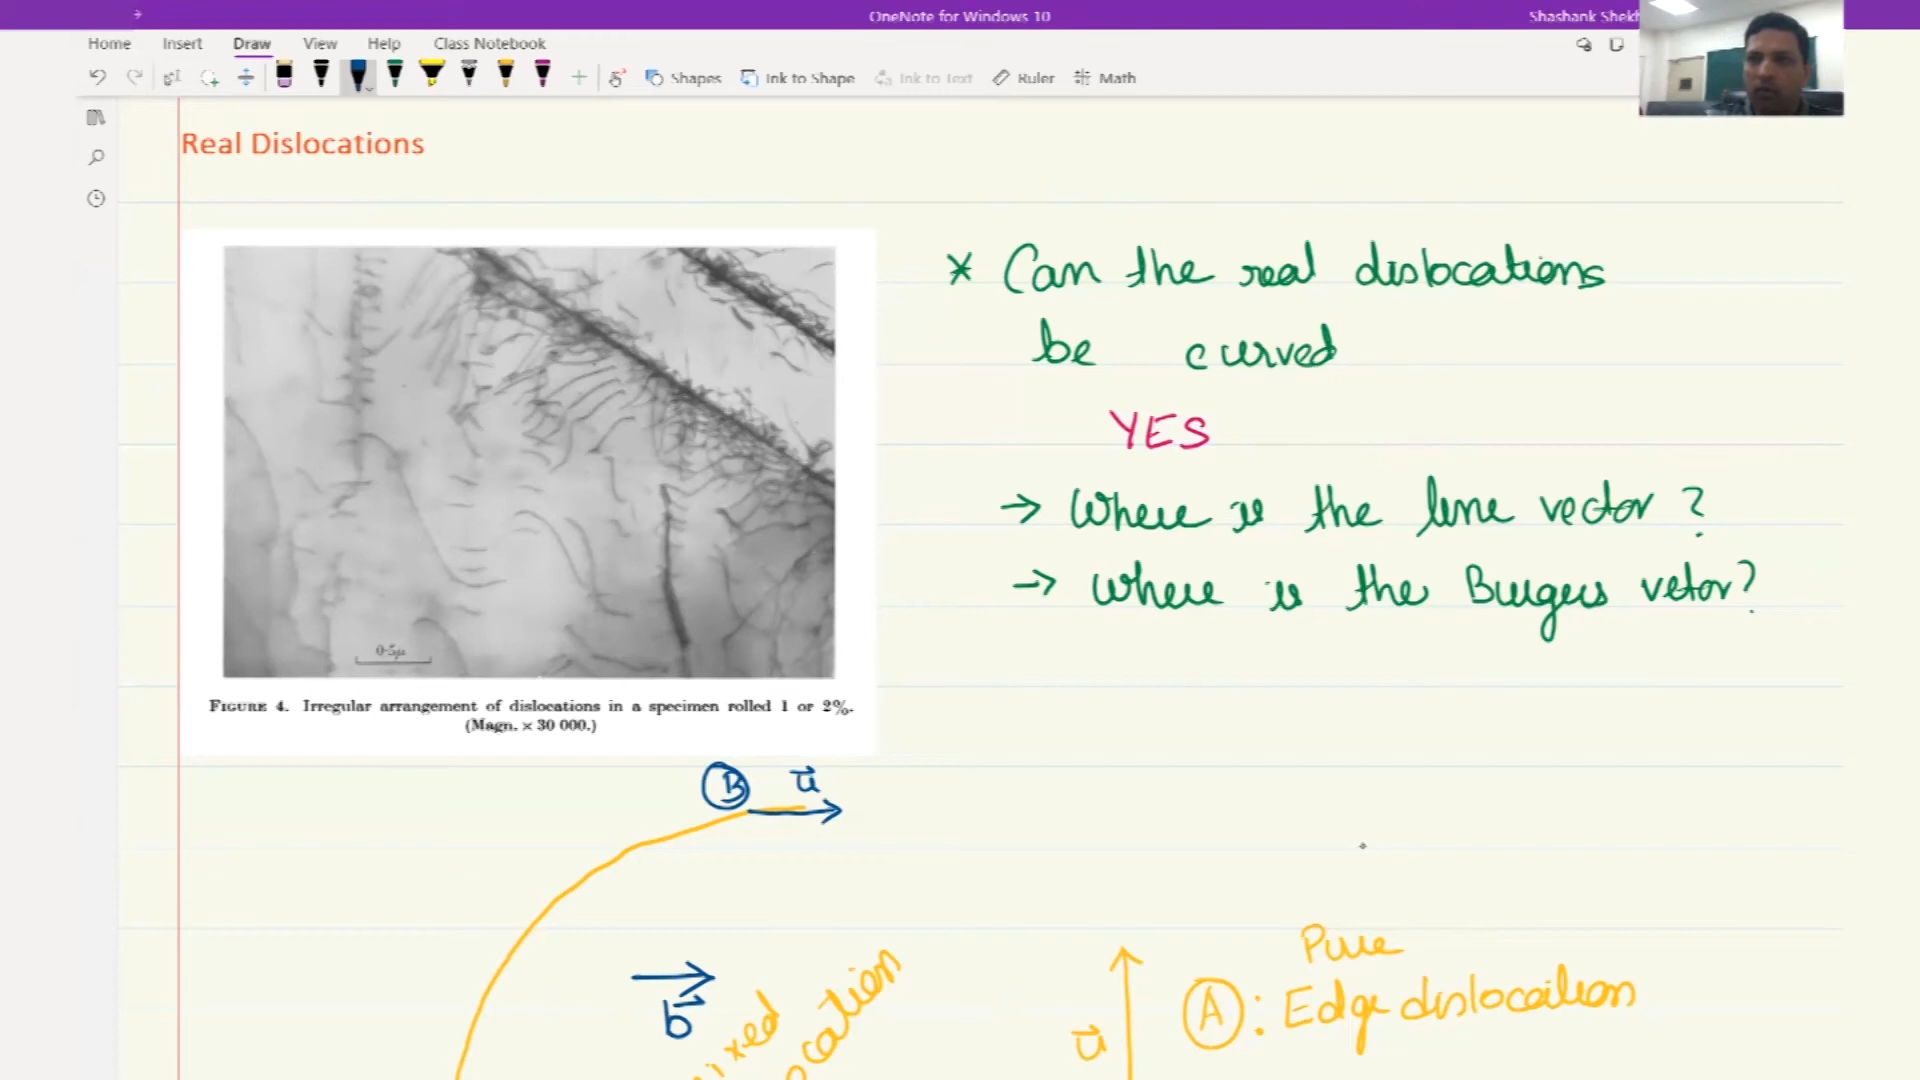 OneNote for Windows 10
Shashank Shekh
Home Insert Draw View Help Class Notebook
Shapes Ink to Shape Ink to Text Ruler Math
Real Dislocations
* Can the real dislocations
be curved
YES
→ Where is the line vector?
→ Where is the Burgers vetor?
0·5μ
FIGURE 4. Irregular arrangement of dislocations in a specimen rolled 1 or 2%.
(Magn. × 30 000.)
B u⃗
b⃗
u⃗
Pure
A : Edge dislocation